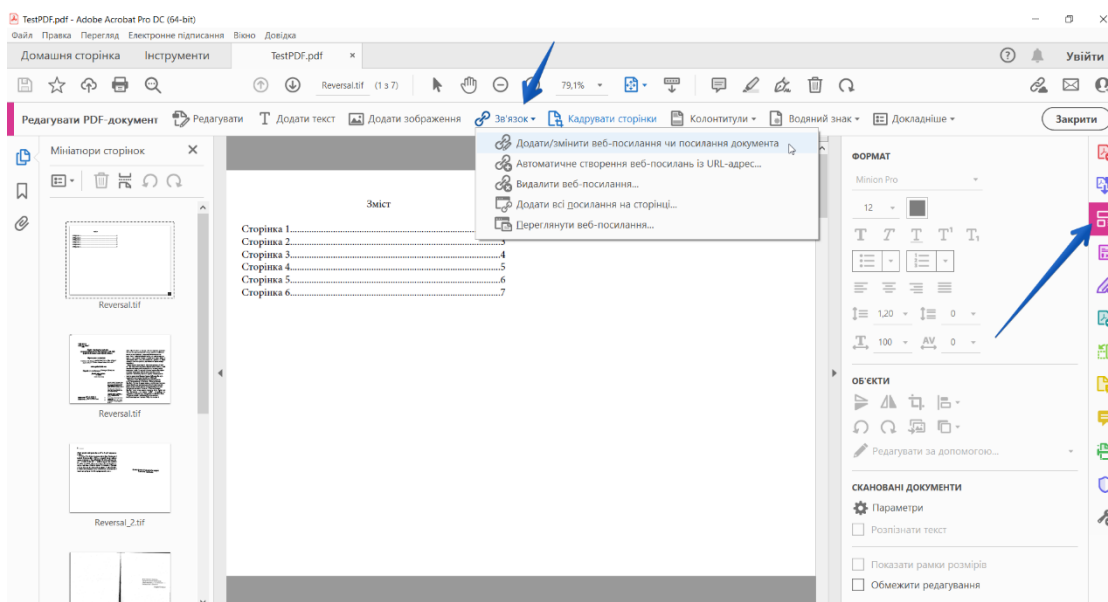 TestPDF.pdf - Adobe Acrobat Pro DC (64-bit)
Файл Правка Перегляд Електронне підписання Вікно Довідка
Домашня сторінка Інструменти TestPDF.pdf × Увійти
Reversal.tif (1 з 7) 79,1%
Редагувати PDF-документ Редагувати Додати текст Додати зображення Зв'язок Кадрувати сторінки Колонтитули Водяний знак Докладніше Закрити
Мініатюри сторінок
Додати/змінити веб-посилання чи посилання документа
Автоматичне створення веб-посилань із URL-адрес...
Видалити веб-посилання...
Додати всі посилання на сторінці...
Переглянути веб-посилання...
Reversal.tif
Reversal.tif
Reversal_2.tif
Зміст
Сторінка 1
Сторінка 2.....3
Сторінка 3.....4
Сторінка 4.....5
Сторінка 5.....6
Сторінка 6.....7
ФОРМАТ
Minion Pro
12
1,20 0
100 AV 0
ОБ'ЄКТИ
Редагувати за допомогою...
СКАНОВАНІ ДОКУМЕНТИ
Параметри
Розпізнати текст
Показати рамки розмірів
Обмежити редагування